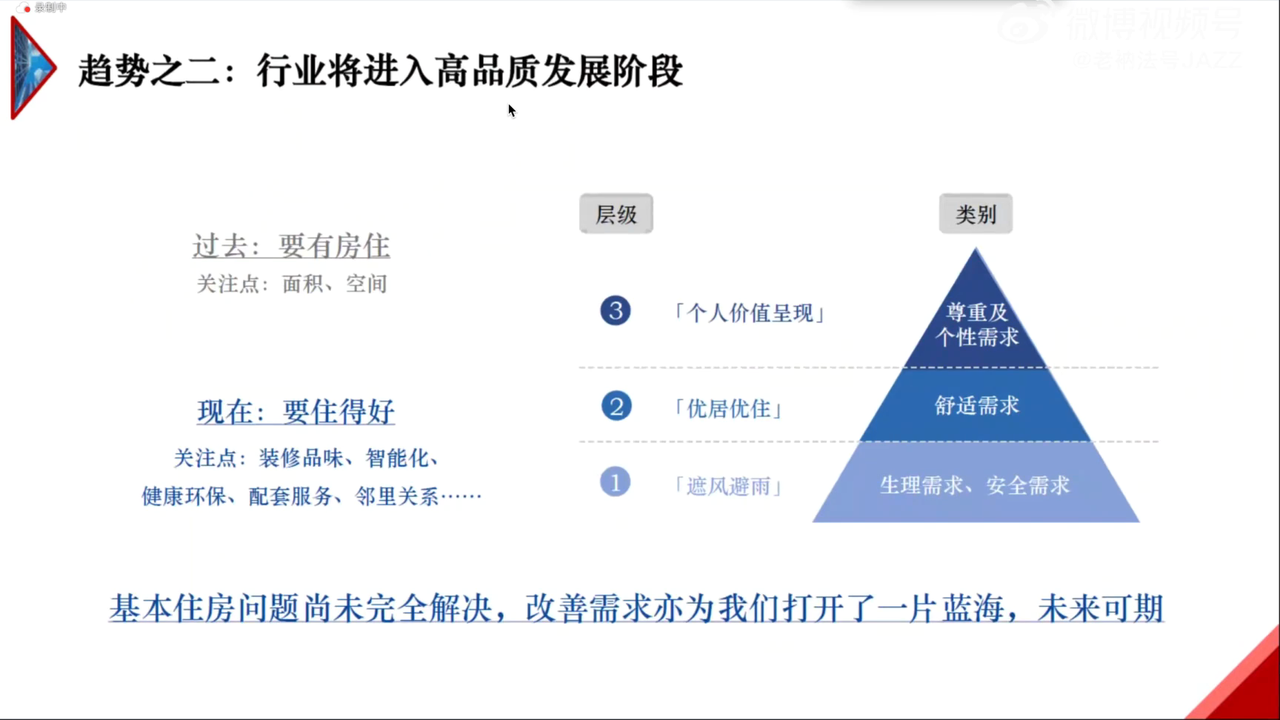 录制中
微博视频号
趋势之二：行业将进入高品质发展阶段
层级
类别
过去：要有房住
关注点：面积、空间
现在：要住得好
关注点：装修品味、智能化、
健康环保、配套服务、邻里关系……
3
「个人价值呈现」
尊重及
个性需求
2
「优居优住」
舒适需求
1
「遮风避雨」
生理需求、安全需求
基本住房问题尚未完全解决，改善需求亦为我们打开了一片蓝海，未来可期